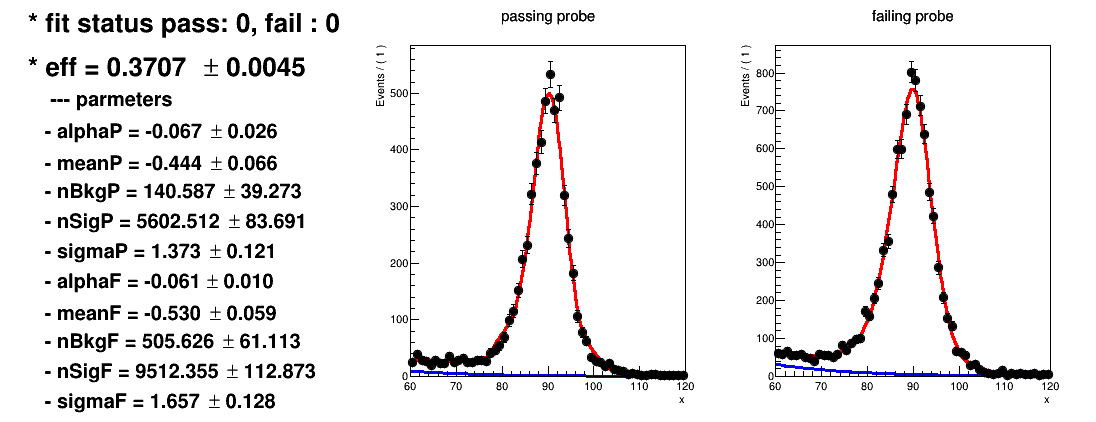 * fit status pass: 0, fail : 0
* eff = 0.3707 ± 0.0045
--- parmeters
- alphaP = -0.067 ± 0.026
- meanP = -0.444 ± 0.066
- nBkgP = 140.587 ± 39.273
- nSigP = 5602.512 ± 83.691
- sigmaP = 1.373 ± 0.121
- alphaF = -0.061 ± 0.010
- meanF = -0.530 ± 0.059
- nBkgF = 505.626 ± 61.113
- nSigF = 9512.355 ± 112.873
- sigmaF = 1.657 ± 0.128
passing probe
Events / ( 1 )
500
400
300
200
100
0
60 70 80 90 100 110 120
x
failing probe
Events / ( 1 )
800
700
600
500
400
300
200
100
0
60 70 80 90 100 110 120
x